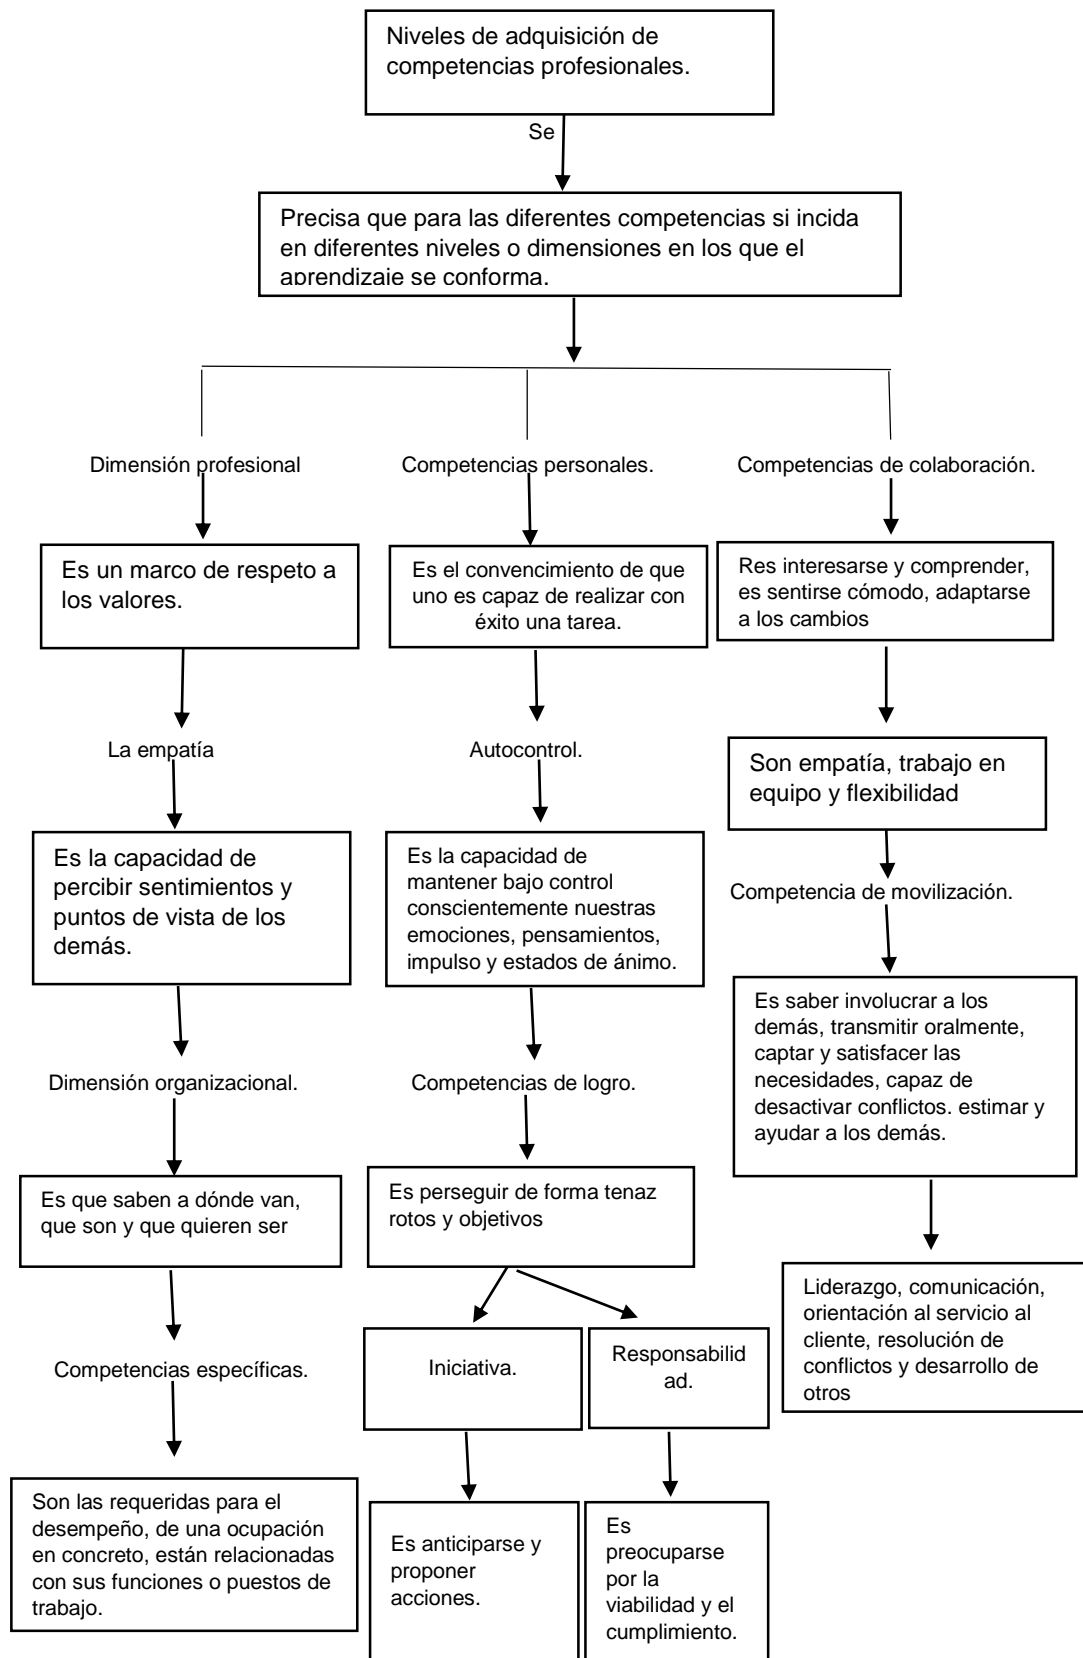 Niveles de adquisición de
competencias profesionales.
Se
Precisa que para las diferentes competencias si incida
en diferentes niveles o dimensiones en los que el
aprendizaje se conforma.
Dimensión profesional
Competencias personales.
Competencias de colaboración.
Es un marco de respeto a
los valores.
Es el convencimiento de que
uno es capaz de realizar con
éxito una tarea.
Res interesarse y comprender,
es sentirse cómodo, adaptarse
a los cambios
La empatía
Autocontrol.
Son empatía, trabajo en
equipo y flexibilidad
Es la capacidad de
percibir sentimientos y
puntos de vista de los
demás.
Es la capacidad de
mantener bajo control
conscientemente nuestras
emociones, pensamientos,
impulso y estados de ánimo.
Competencia de movilización.
Es saber involucrar a los
demás, transmitir oralmente,
captar y satisfacer las
necesidades, capaz de
desactivar conflictos. estimar y
ayudar a los demás.
Dimensión organizacional.
Competencias de logro.
Es que saben a dónde van,
que son y que quieren ser
Es perseguir de forma tenaz
rotos y objetivos
Liderazgo, comunicación,
orientación al servicio al
cliente, resolución de
conflictos y desarrollo de
otros
Competencias específicas.
Iniciativa.
Responsabilid
ad.
Son las requeridas para el
desempeño, de una ocupación
en concreto, están relacionadas
con sus funciones o puestos de
trabajo.
Es anticiparse y
proponer
acciones.
Es
preocuparse
por la
viabilidad y el
cumplimiento.